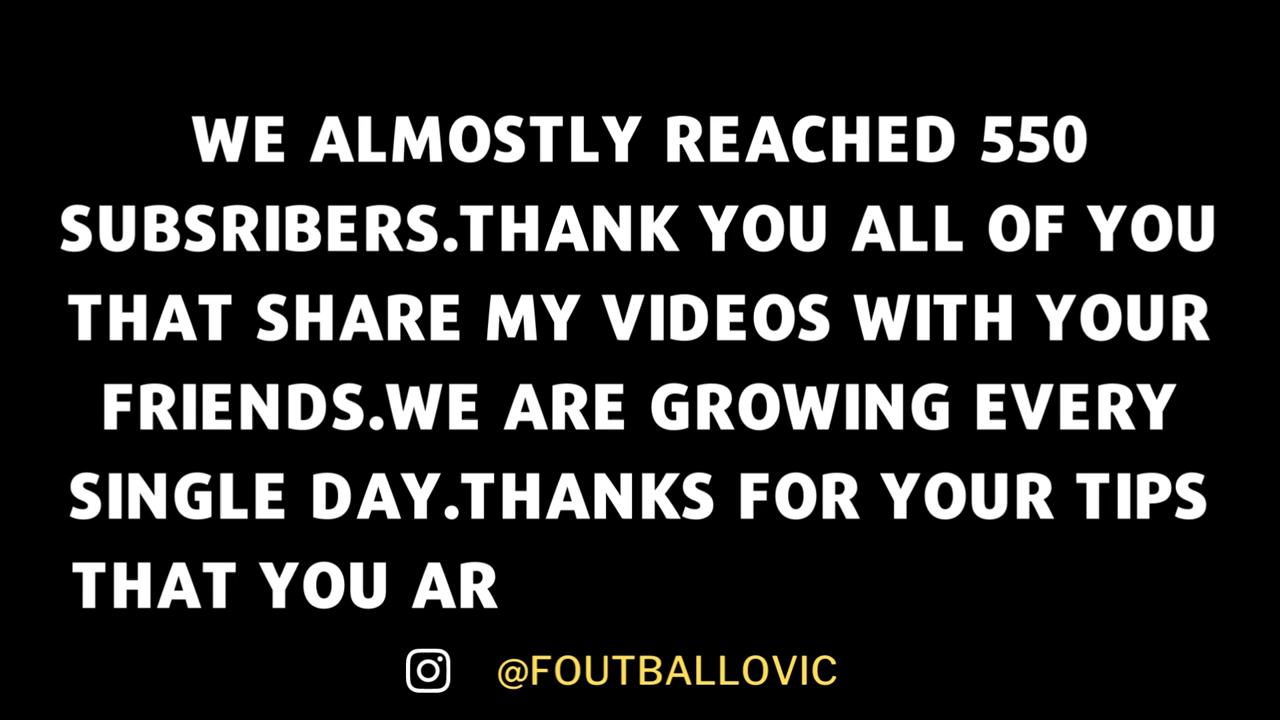 WE ALMOSTLY REACHED 550
SUBSRIBERS.THANK YOU ALL OF YOU
THAT SHARE MY VIDEOS WITH YOUR
FRIENDS.WE ARE GROWING EVERY
SINGLE DAY.THANKS FOR YOUR TIPS
THAT YOU AR
@FOUTBALLOVIC